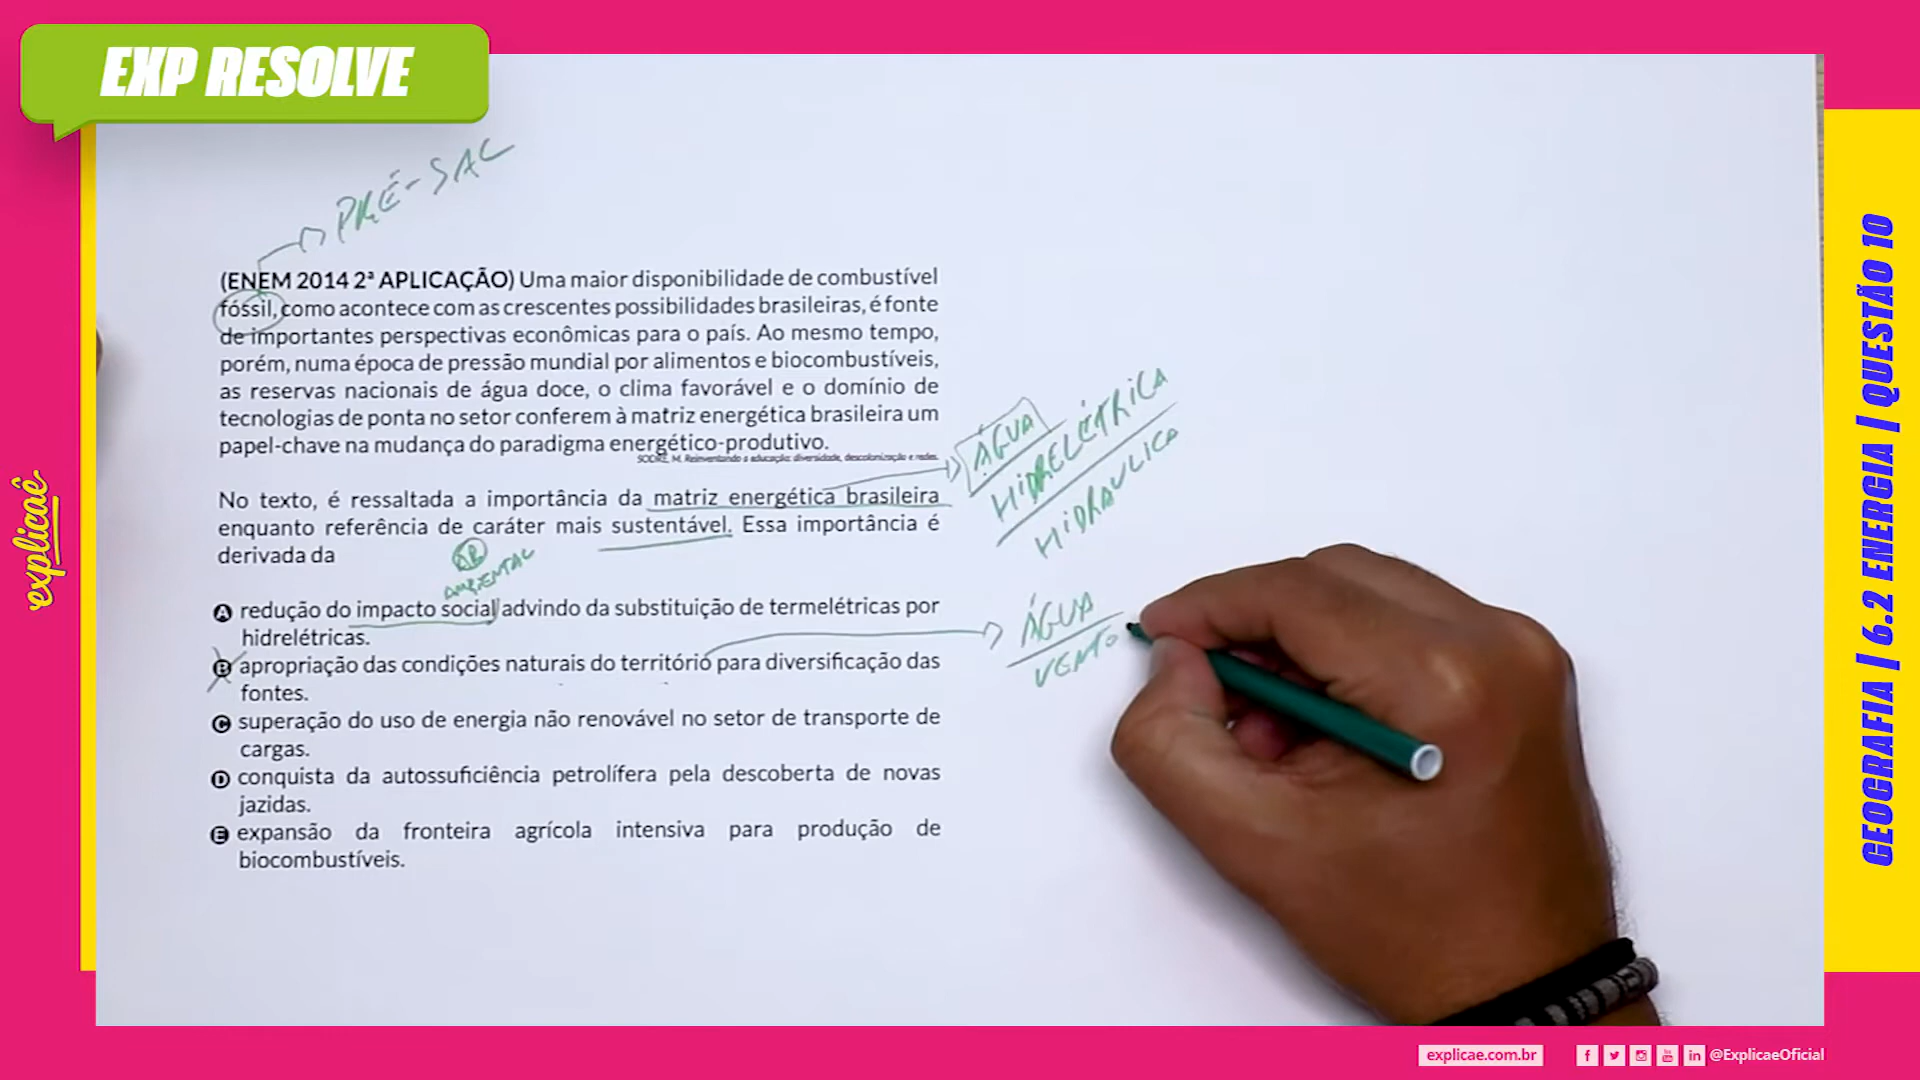 EXP RESOLVE
PRÉ-SAL
(ENEM 2014 2ª APLICAÇÃO) Uma maior disponibilidade de combustível
fóssil, como acontece com as crescentes possibilidades brasileiras, é fonte
de importantes perspectivas econômicas para o país. Ao mesmo tempo,
porém, numa época de pressão mundial por alimentos e biocombustíveis,
as reservas nacionais de água doce, o clima favorável e o domínio de
tecnologias de ponta no setor conferem à matriz energética brasileira um
papel-chave na mudança do paradigma energético-produtivo.
SODRÉ, M. Reinventando a educação: diversidade, descolonização e redes.
ÁGUA
HIDRELÉTRICA
HIDRAULICA
No texto, é ressaltada a importância da matriz energética brasileira
enquanto referência de caráter mais sustentável. Essa importância é
derivada da
AMBIENTAL
A redução do impacto social advindo da substituição de termelétricas por
hidrelétricas.
B apropriação das condições naturais do território para diversificação das
fontes.
ÁGUA
VENTO
C superação do uso de energia não renovável no setor de transporte de
cargas.
D conquista da autossuficiência petrolífera pela descoberta de novas
jazidas.
E expansão da fronteira agrícola intensiva para produção de
biocombustíveis.
explicaê
GEOGRAFIA | 6.2 ENERGIA | QUESTÃO 10
explicae.com.br
@ExplicaeOficial